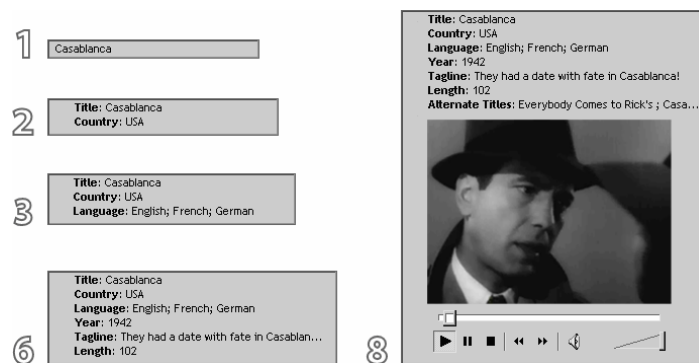 1
Casablanca
2
Title: Casablanca
Country: USA
3
Title: Casablanca
Country: USA
Language: English; French; German
6
Title: Casablanca
Country: USA
Language: English; French; German
Year: 1942
Tagline: They had a date with fate in Casablan...
Length: 102
8
Title: Casablanca
Country: USA
Language: English; French; German
Year: 1942
Tagline: They had a date with fate in Casablanca!
Length: 102
Alternate Titles: Everybody Comes to Rick's ; Casa...